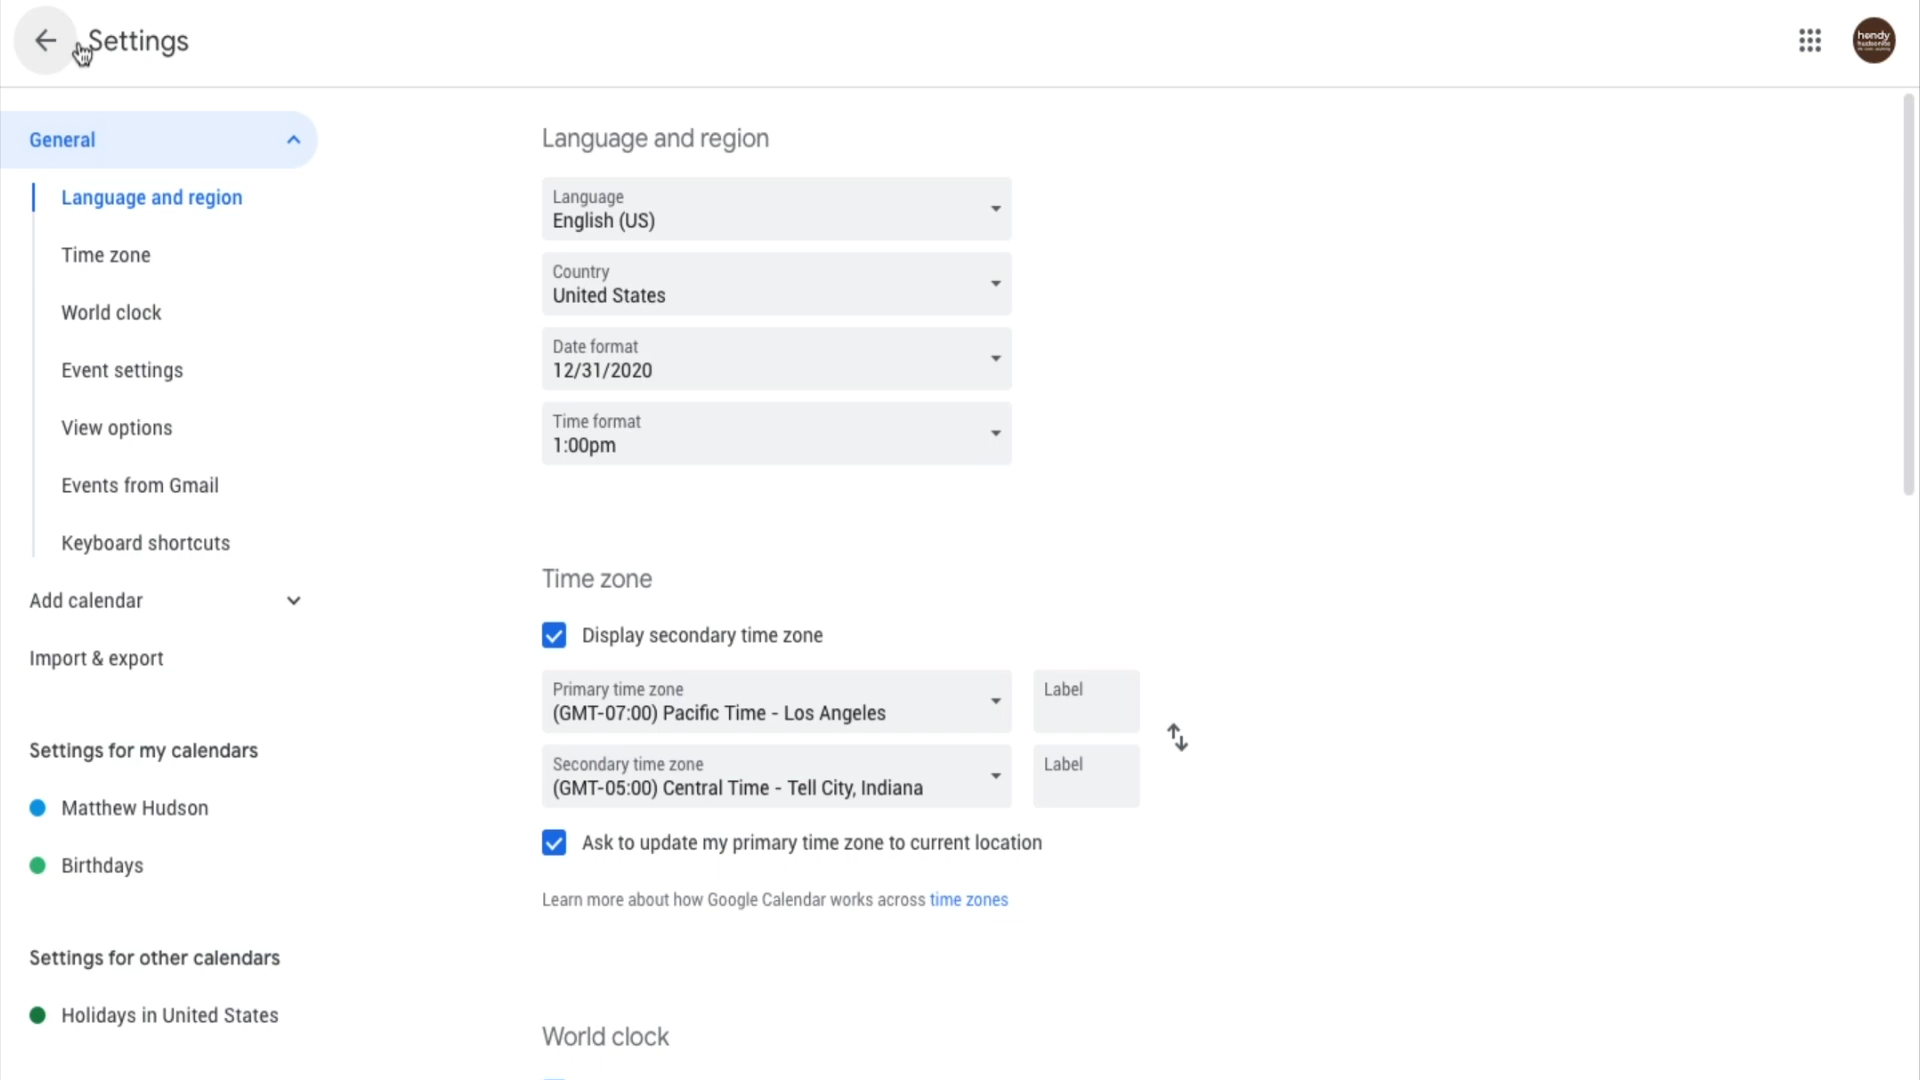 Settings
hendy
General
Language and region
Time zone
World clock
Event settings
View options
Events from Gmail
Keyboard shortcuts
Add calendar
Import & export
Settings for my calendars
Matthew Hudson
Birthdays
Settings for other calendars
Holidays in United States
Language and region
Language
English (US)
Country
United States
Date format
12/31/2020
Time format
1:00pm
Time zone
Display secondary time zone
Primary time zone
(GMT-07:00) Pacific Time - Los Angeles
Label
Secondary time zone
(GMT-05:00) Central Time - Tell City, Indiana
Label
Ask to update my primary time zone to current location
Learn more about how Google Calendar works across time zones
World clock